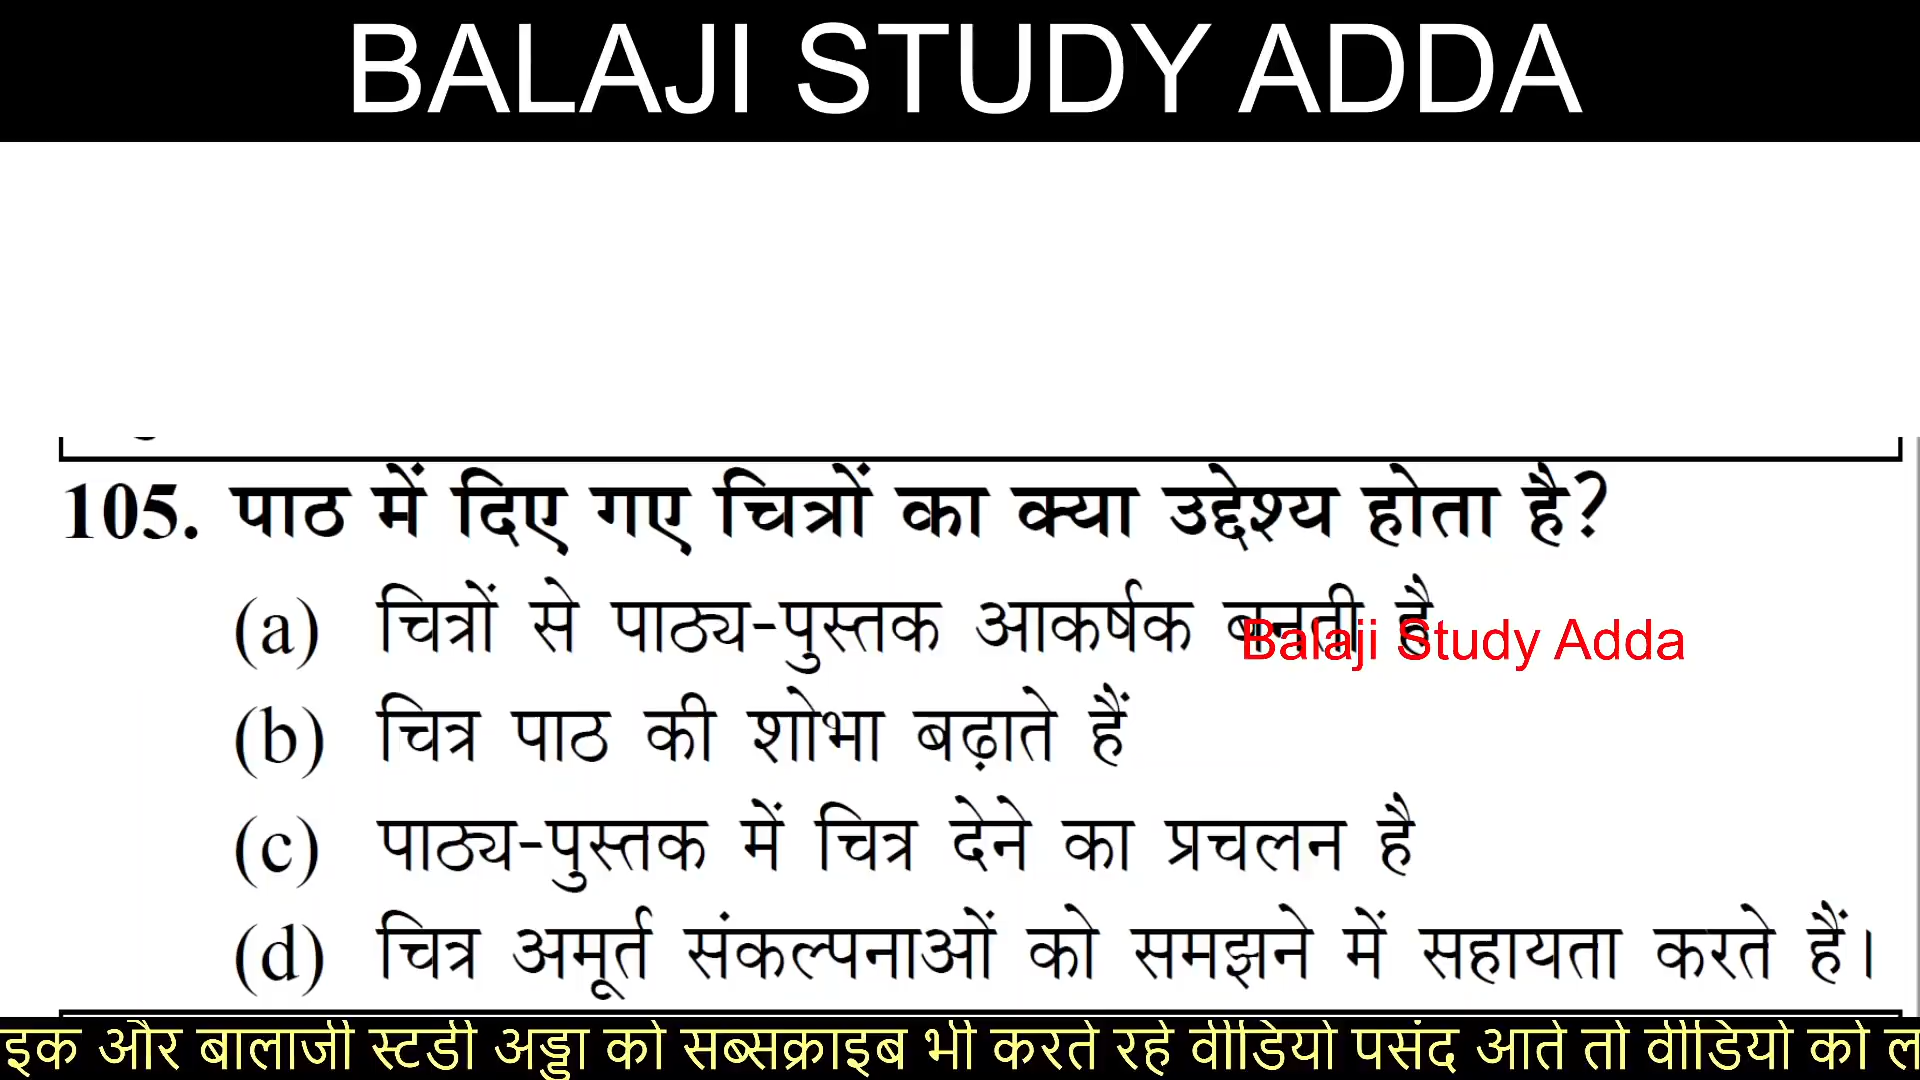 BALAJI STUDY ADDA
105. पाठ में दिए गए चित्रों का क्या उद्देश्य होता है?
(a) चित्रों से पाठ्य-पुस्तक आकर्षक बनती है
Balaji Study Adda
(b) चित्र पाठ की शोभा बढ़ाते हैं
(c) पाठ्य-पुस्तक में चित्र देने का प्रचलन है
(d) चित्र अमूर्त संकल्पनाओं को समझने में सहायता करते हैं।
इक और बालाजी स्टडी अड्डा को सब्सक्राइब भी करते रहे वीडियो पसंद आते तो वीडियो को ल